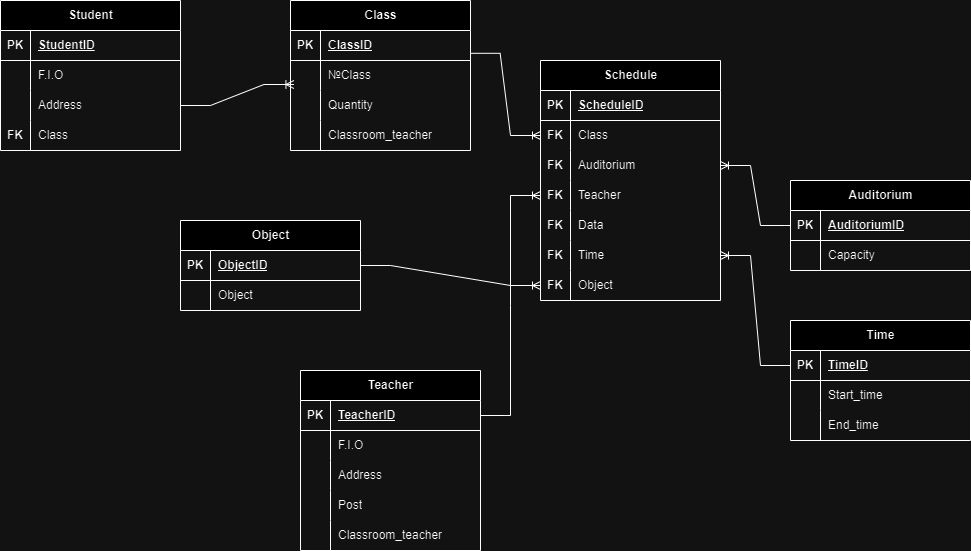 Student
PK StudentID
F.I.O
Address
FK Class
Class
PK ClassID
№Class
Quantity
Classroom_teacher
Schedule
PK ScheduleID
FK Class
FK Auditorium
FK Teacher
FK Data
FK Time
FK Object
Auditorium
PK AuditoriumID
Capacity
Object
PK ObjectID
Object
Time
PK TimeID
Start_time
End_time
Teacher
PK TeacherID
F.I.O
Address
Post
Classroom_teacher